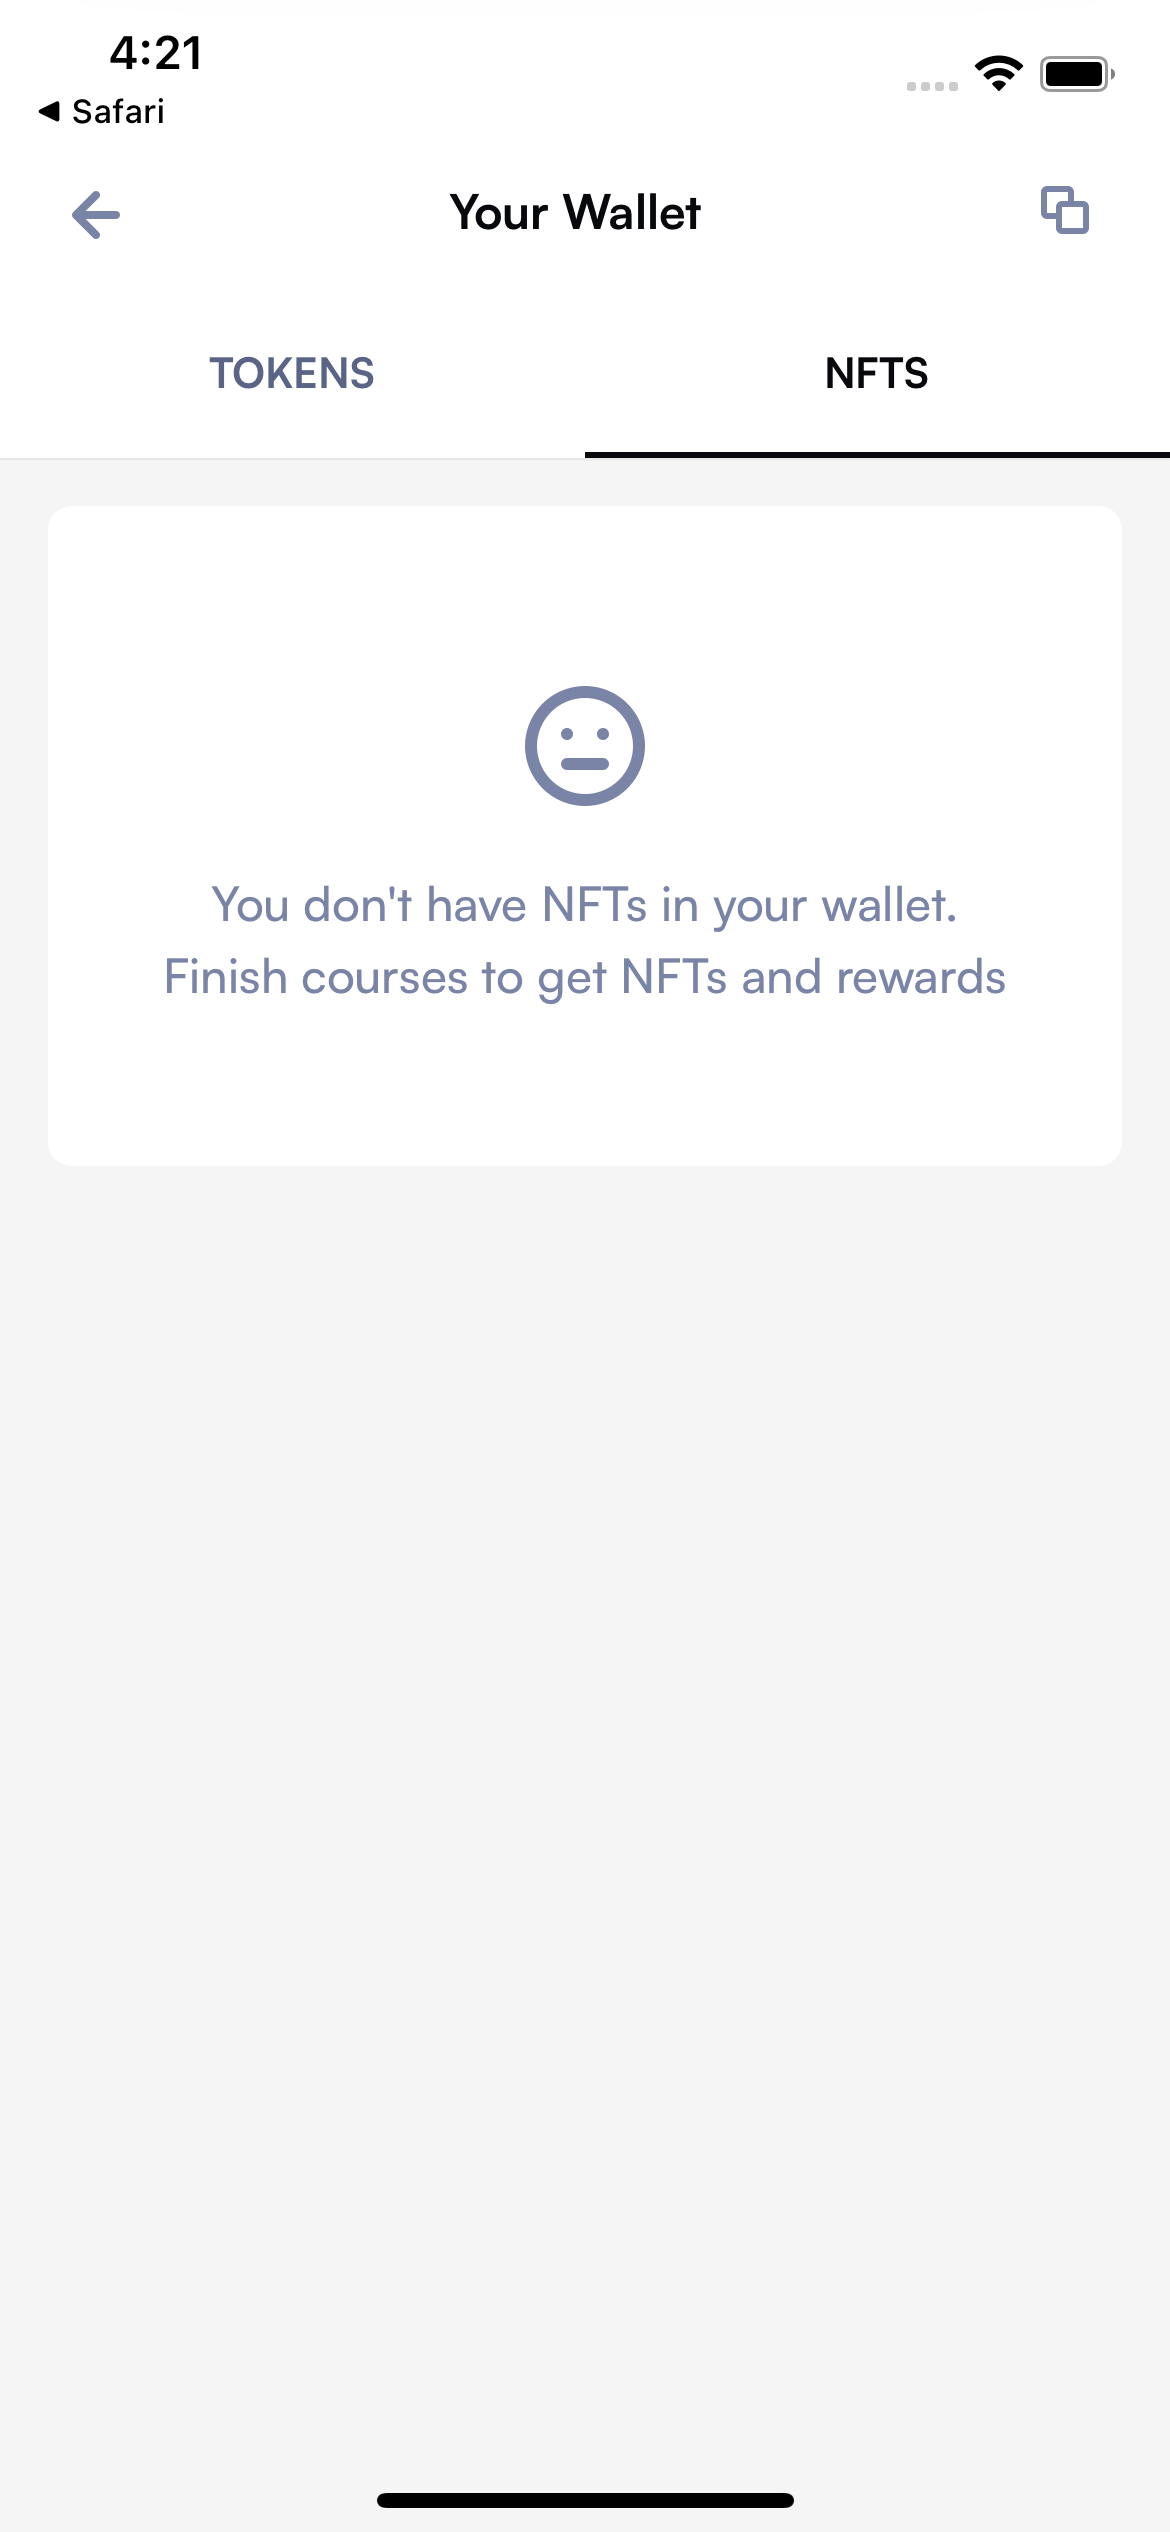 4:21
Safari
Your Wallet
TOKENS
NFTS
You don't have NFTs in your wallet.
Finish courses to get NFTs and rewards